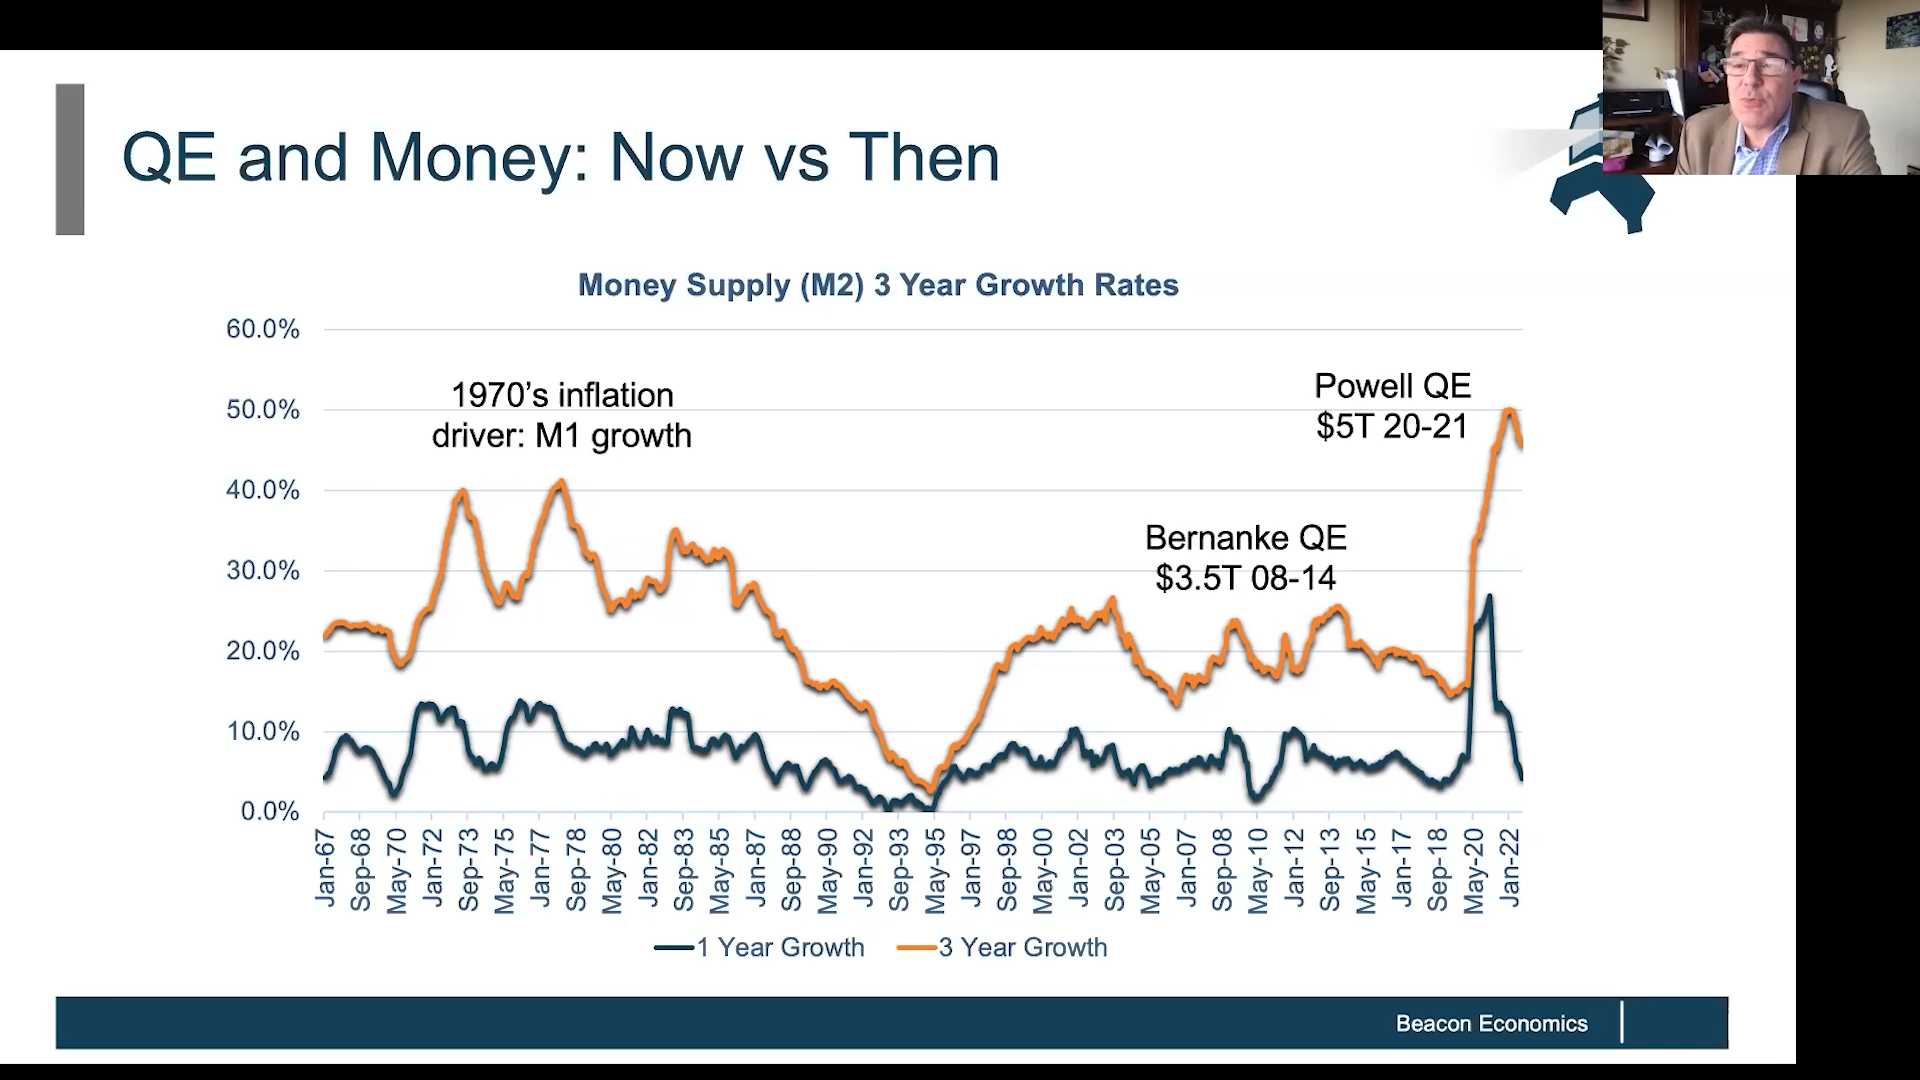 QE and Money: Now vs Then
Money Supply (M2) 3 Year Growth Rates
60.0%
50.0%
40.0%
30.0%
20.0%
10.0%
0.0%
1970’s inflation
driver: M1 growth
Powell QE
$5T 20-21
Bernanke QE
$3.5T 08-14
Jan-67
Sep-68
May-70
Jan-72
Sep-73
May-75
Jan-77
Sep-78
May-80
Jan-82
Sep-83
May-85
Jan-87
Sep-88
May-90
Jan-92
Sep-93
May-95
Jan-97
Sep-98
May-00
Jan-02
Sep-03
May-05
Jan-07
Sep-08
May-10
Jan-12
Sep-13
May-15
Jan-17
Sep-18
May-20
Jan-22
1 Year Growth
3 Year Growth
Beacon Economics